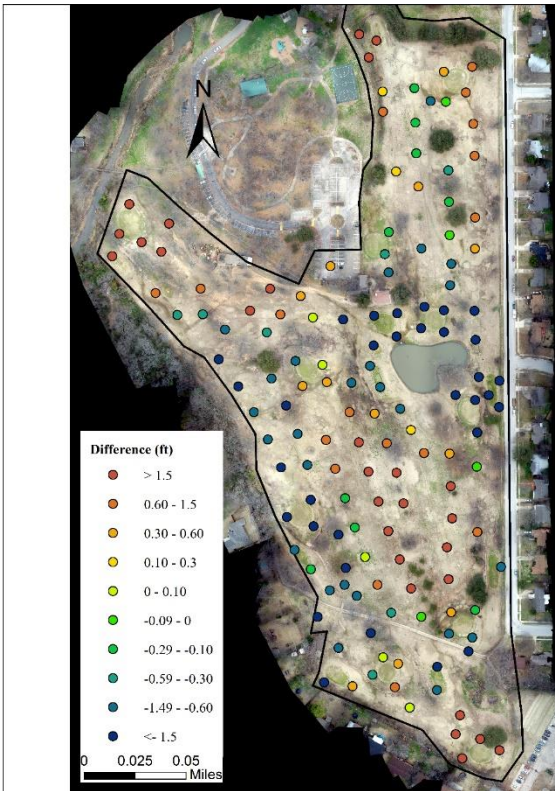 N
Difference (ft)
> 1.5
0.60 - 1.5
0.30 - 0.60
0.10 - 0.3
0 - 0.10
-0.09 - 0
-0.29 - -0.10
-0.59 - -0.30
-1.49 - -0.60
<- 1.5
0 0.025 0.05
Miles